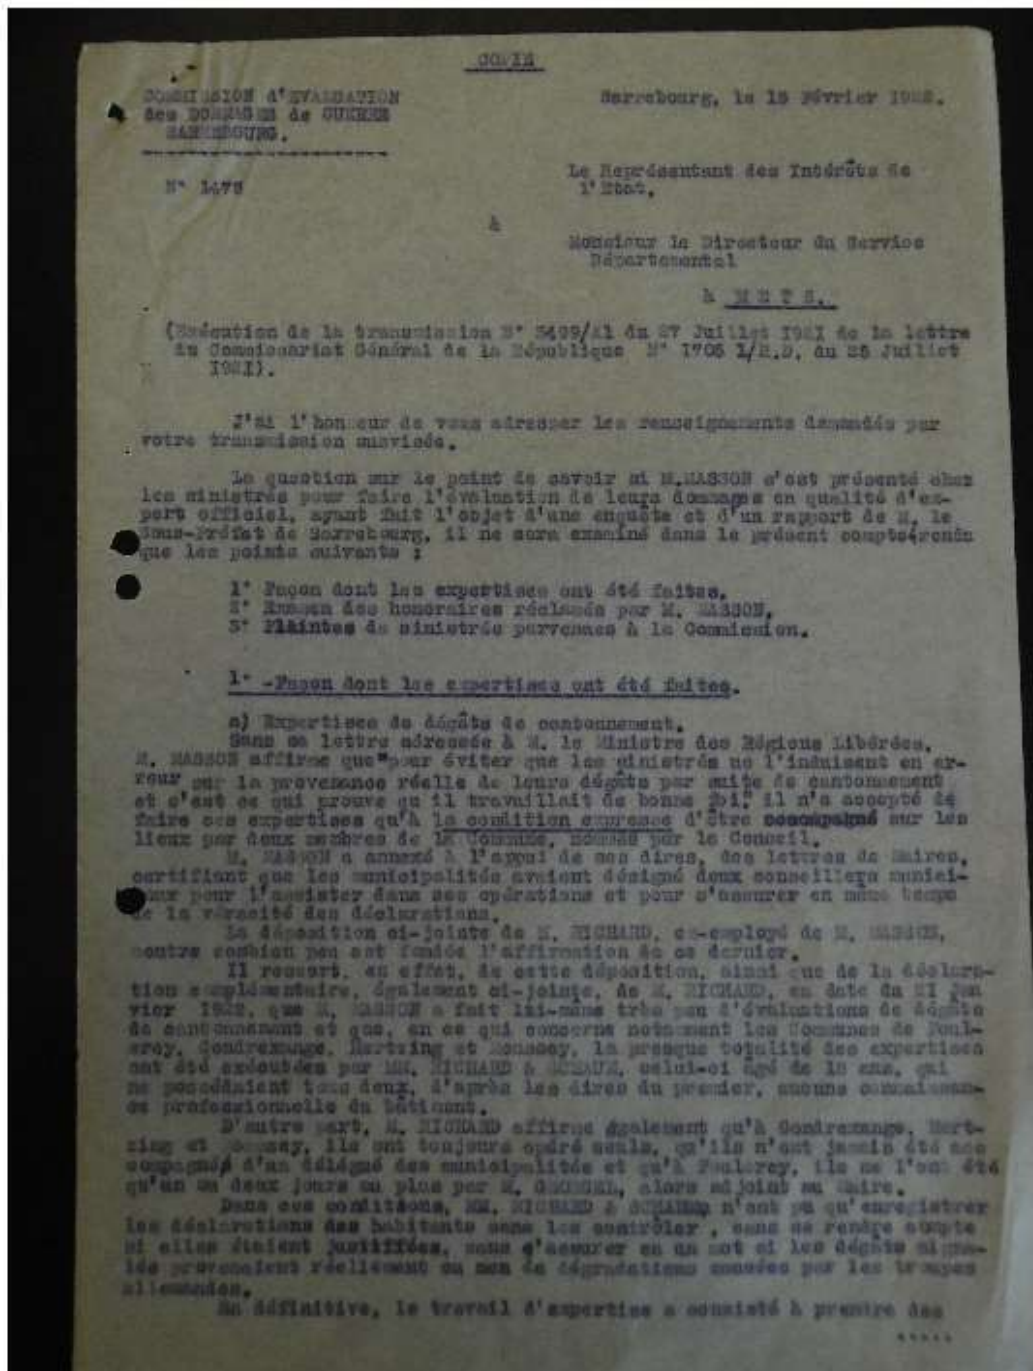 COPIE
COMMISSION d'EVALUATION
des DOMMAGES de GUERRE
SARREBOURG.
Sarrebourg, le 15 Février 1922.
N° 1478
Le Représentant des Intérêts de
l'Etat,
à
Monsieur le Directeur du Service
Départemental
à METZ.
(Exécution de la transmission N° 5499/A1 du 27 Juillet 1921 de la lettre
du Commissariat Général de la République N° 1705 1/R.D. du 25 Juillet
1921).
J'ai l'honneur de vous adresser les renseignements demandés par
votre transmission susvisée.
La question sur le point de savoir si M.MASSON s'est présenté chez
les sinistrés pour faire l'évaluation de leurs dommages en qualité d'ex-
pert officiel, ayant fait l'objet d'une enquête et d'un rapport de M. le
Sous-Préfet de Sarrebourg, il ne sera examiné dans le présent compte-rendu
que les points suivants :
1° Façon dont les expertises ont été faites.
2° Examen des honoraires réclamés par M. MASSON.
3° Plaintes de sinistrés parvenues à la Commission.
1° -Façon dont les expertises ont été faites.
a) Expertises de dégâts de cantonnement.
Dans sa lettre adressée à M. le Ministre des Régions Libérées,
M. MASSON affirme que "pour éviter que les sinistrés ne l'induisent en er-
reur sur la provenance réelle de leurs dégâts par suite de cantonnement
et c'est ce qui prouve qu'il travaillait de bonne foi" il n'a accepté de
faire ces expertises qu'à la condition expresse d'être accompagné sur les
lieux par deux membres de la Commune, nommés par le Conseil.
M. MASSON a annexé à l'appui de ses dires, des lettres de Maires,
certifiant que les municipalités avaient désigné deux conseillers munici-
paux pour l'assister dans ses opérations et pour s'assurer en même temps
de la véracité des déclarations.
La déposition ci-jointe de M. RICHARD, ex-employé de M. MASSON,
montre combien peu est fondée l'affirmation de ce dernier.
Il ressort, en effet, de cette déposition, ainsi que de la déclara-
tion complémentaire, également ci-jointe, de M. RICHARD, en date du 21 Jan
vier 1922, que M. MASSON a fait lui-même très peu d'évaluations de dégâts
de cantonnement et que, en ce qui concerne notamment les Communes de Foul-
crey, Gondrexange, Hertzing et Moussey, la presque totalité des expertises
ont été exécutées par MM. RICHARD & SCHAUB, celui-ci âgé de 18 ans, qui
ne possédaient tous deux, d'après les dires du premier, aucune connaissan-
ce professionnelle du bâtiment.
D'autre part, M. RICHARD affirme également qu'à Gondrexange, Hert-
zing et Moussey, ils ont toujours opéré seuls, qu'ils n'ont jamais été ac-
compagnés d'un délégué des municipalités et qu'à Foulcrey, ils ne l'ont été
qu'un ou deux jours au plus par M. GEORGEL, alors adjoint au Maire.
Dans ces conditions, MM. RICHARD & SCHAUB n'ont pu qu'enregistrer
les déclarations des habitants sans les contrôler, sans se rendre compte
si elles étaient justifiées, sans s'assurer en un mot si les dégâts signa-
lés provenaient réellement ou non de dégradations causées par les troupes
allemandes.
En définitive, le travail d'expertise a consisté à prendre des
.....